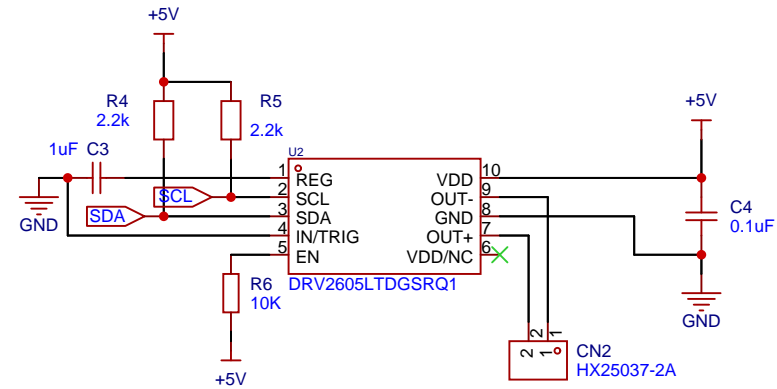 +5V
R4
2.2k
R5
2.2k
+5V
1uF C3
U2
1
REG
VDD
10
SCL
2
SCL
OUT-
9
SDA
3
SDA
GND
8
C4
0.1uF
GND
4
IN/TRIG
OUT+
7
5
EN
VDD/NC
6
R6
10K
DRV2605LTDGSRQ1
GND
2
1
2
1
CN2
HX25037-2A
+5V